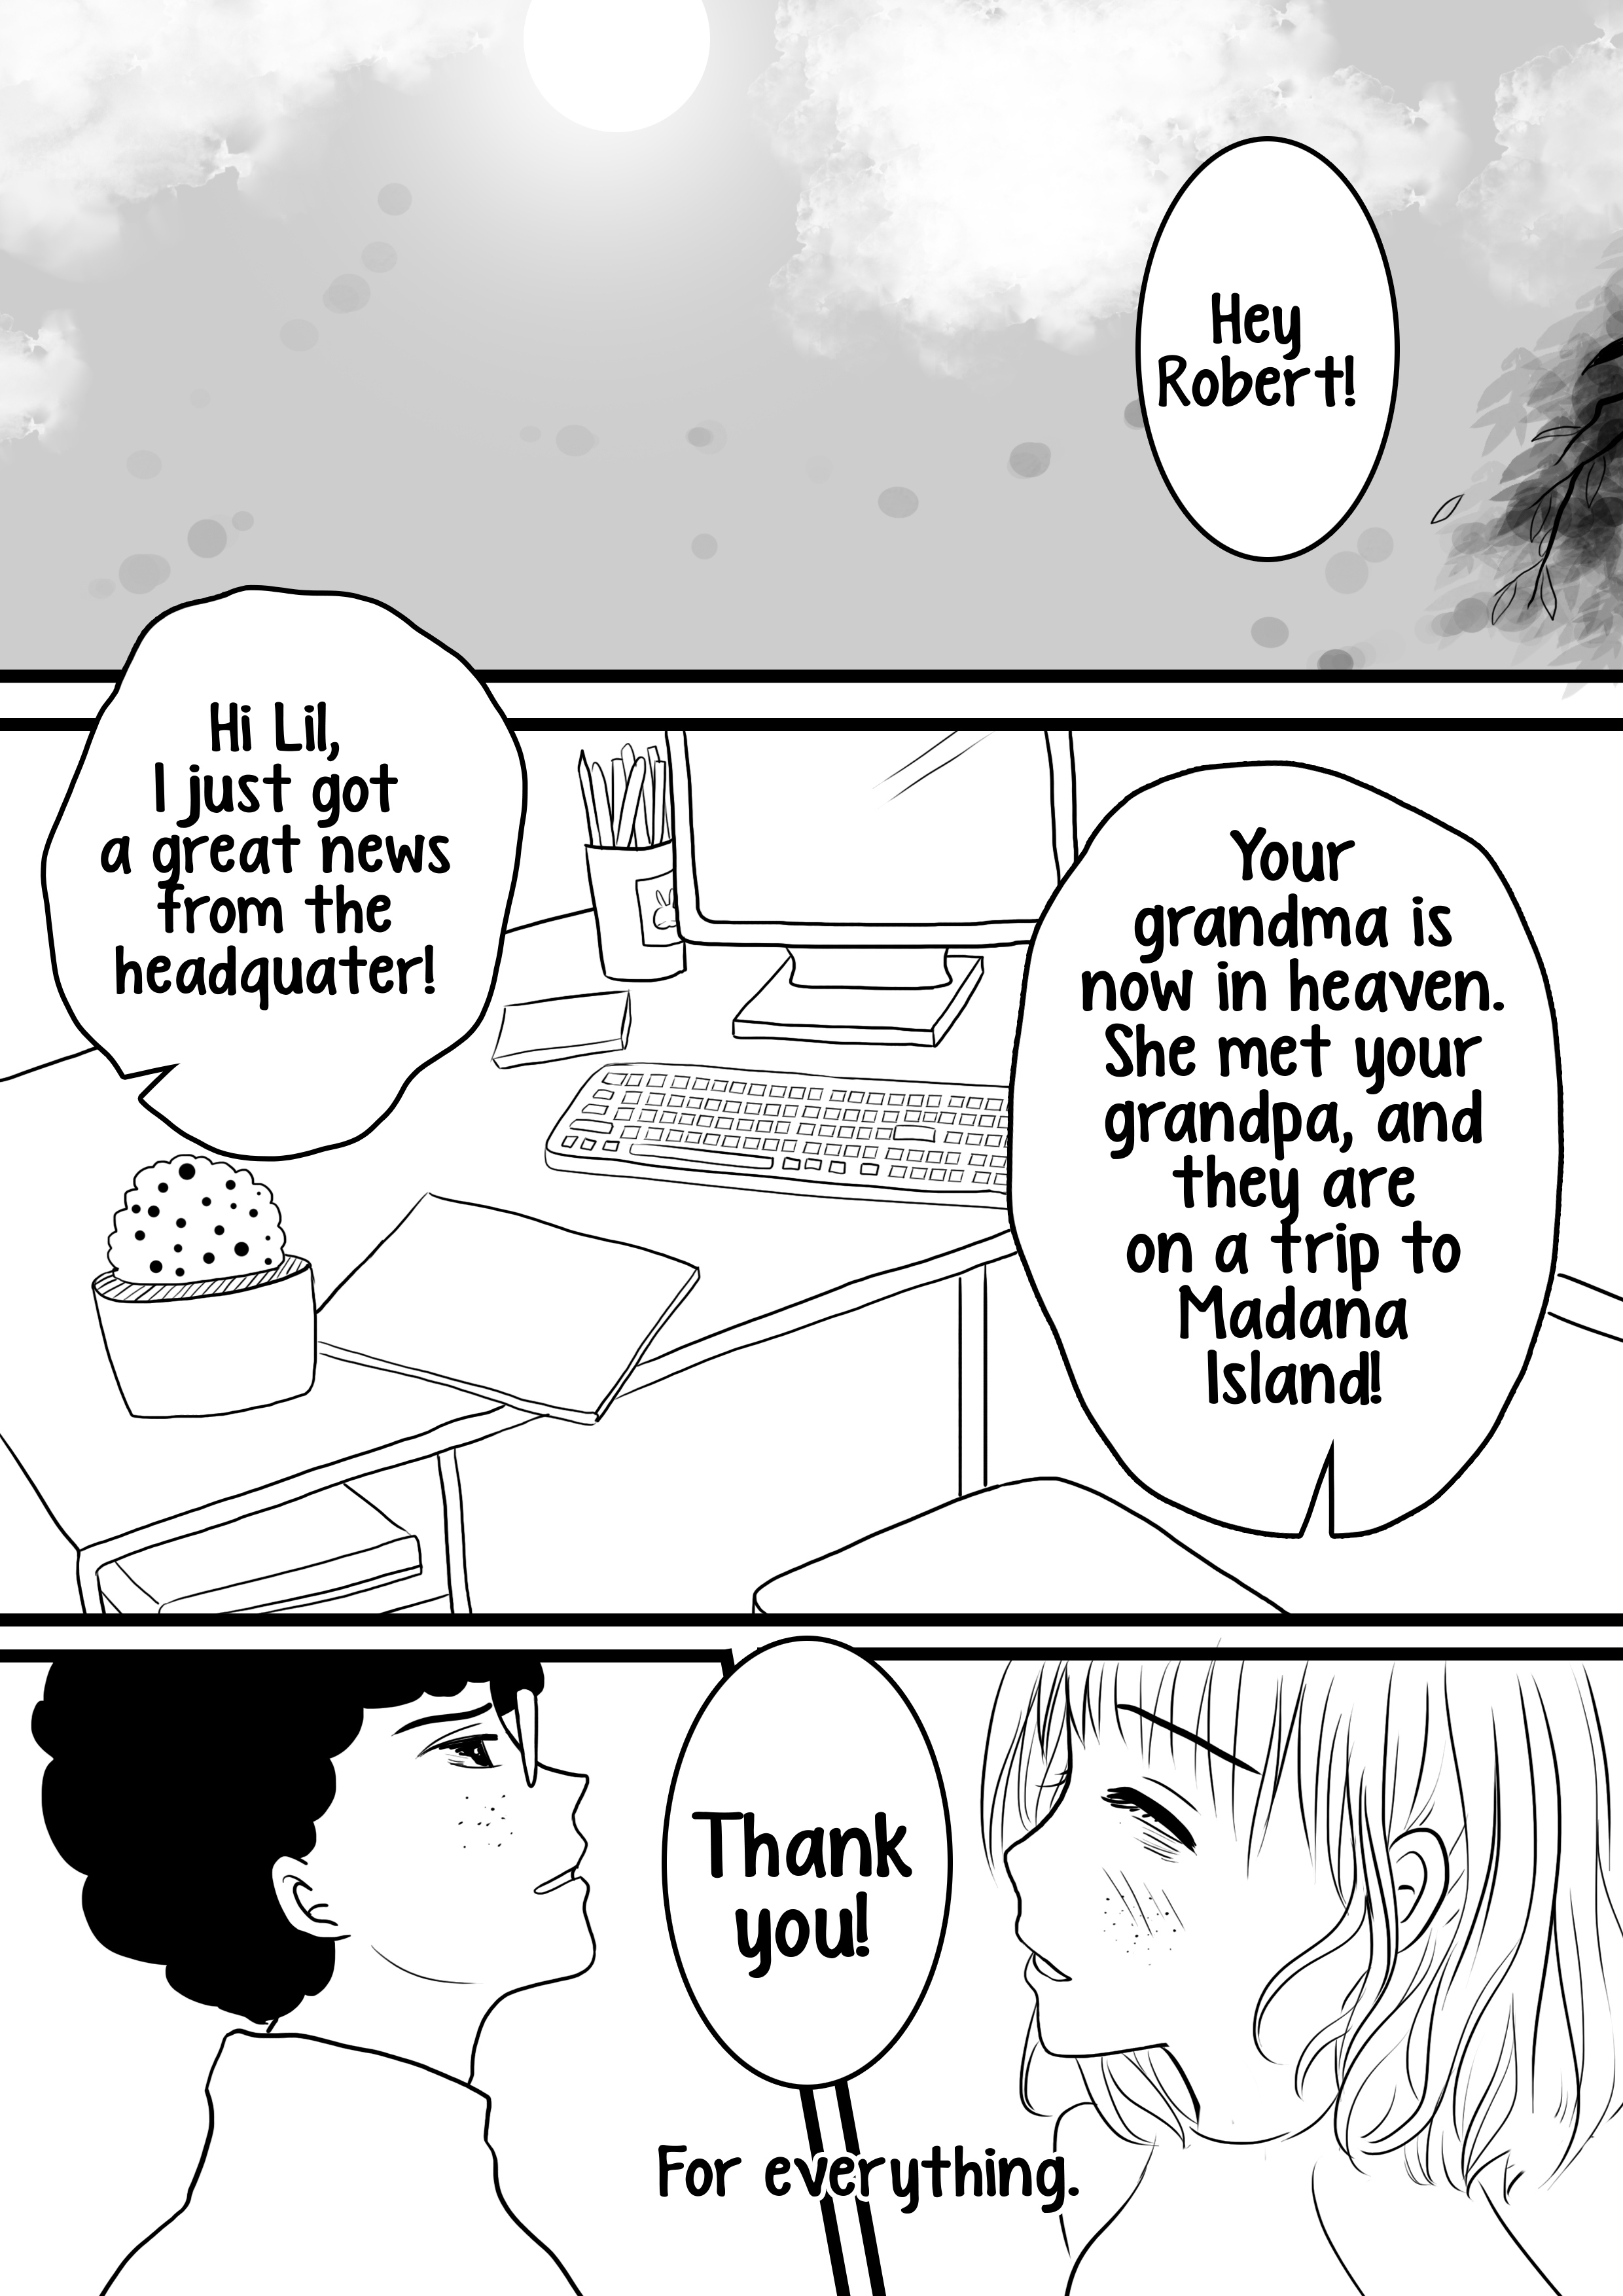 Hey
Robert!
Hi Lil,
I just got
a great news
from the
headquater!
Your
grandma is
now in heaven.
She met your
grandpa, and
they are
on a trip to
Madana
Island!
Thank
you!
For everything.